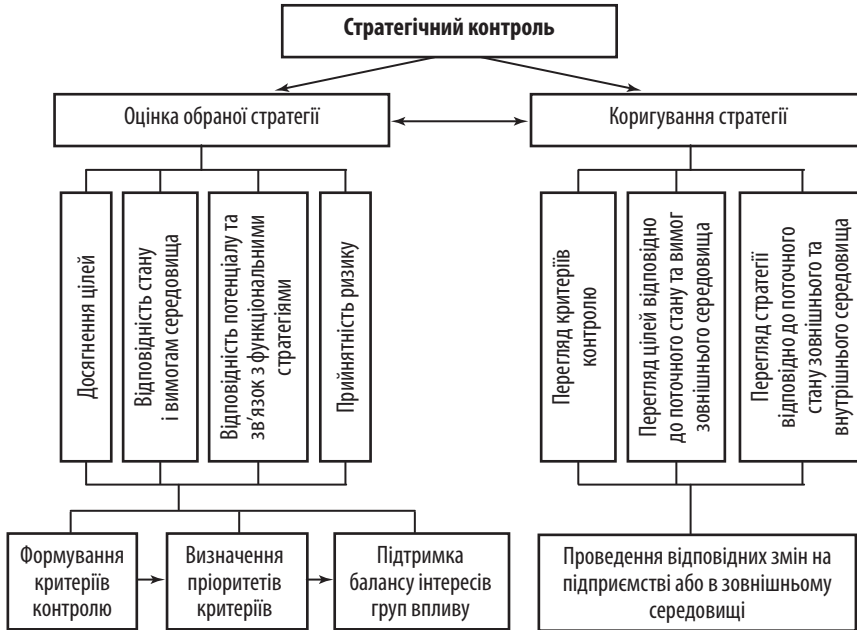 Стратегічний контроль
Оцінка обраної стратегії
Коригування стратегії
Досягнення цілей
Відповідність стану
і вимогам середовища
Відповідність потенціалу та
зв'язок з функціональними
стратегіями
Прийнятність ризику
Перегляд критеріїв
контролю
Перегляд цілей відповідно
до поточного стану та вимог
зовнішнього середовища
Перегляд стратегії
відповідно до поточного
стану зовнішнього та
внутрішнього середовища
Формування
критеріїв
контролю
Визначення
пріоритетів
критеріїв
Підтримка
балансу інтересів
груп впливу
Проведення відповідних змін на
підприємстві або в зовнішньому
середовищі